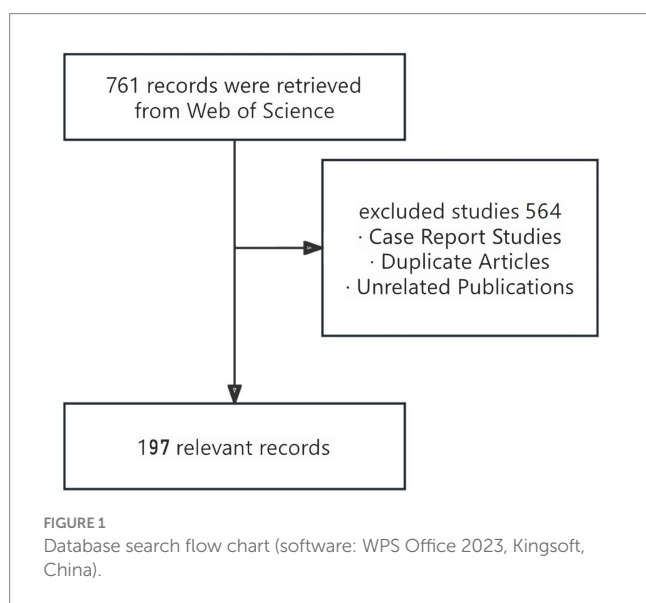 761 records were retrieved
from Web of Science
excluded studies 564
· Case Report Studies
· Duplicate Articles
· Unrelated Publications
197 relevant records
FIGURE 1
Database search flow chart (software: WPS Office 2023, Kingsoft,
China).